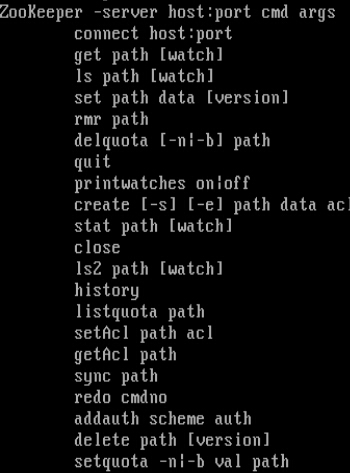 ZooKeeper -server host:port cmd args
connect host:port
get path [watch]
ls path [watch]
set path data [version]
rmr path
delquota [-n|-b] path
quit
printwatches on|off
create [-s] [-e] path data acl
stat path [watch]
close
ls2 path [watch]
history
listquota path
setAcl path acl
getAcl path
sync path
redo cmdno
addauth scheme auth
delete path [version]
setquota -n|-b val path